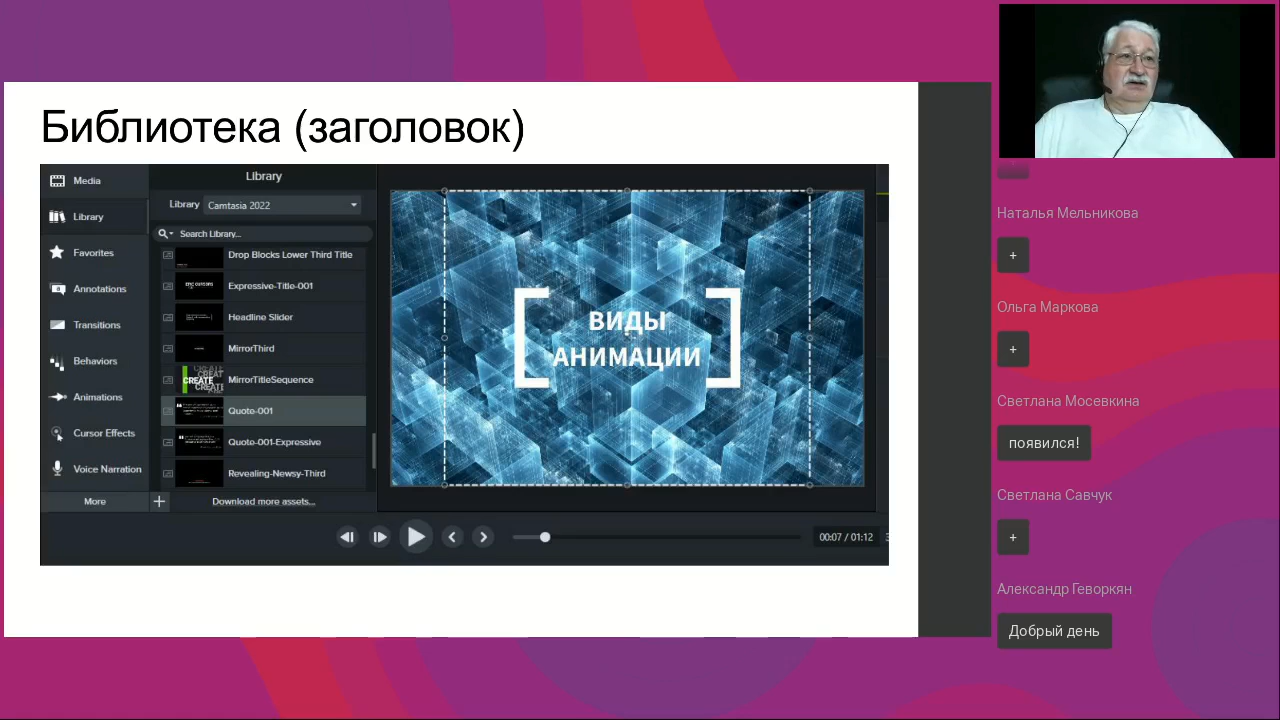 Библиотека (заголовок)
Media
Library
Favorites
Annotations
Transitions
Behaviors
Animations
Cursor Effects
Voice Narration
More
Library
Library
Camtasia 2022
Search Library...
Drop Blocks Lower Third Title
Expressive-Title-001
Headline Slider
MirrorThird
CREATE
MirrorTitleSequence
Quote-001
Quote-001-Expressive
Revealing-Newsy-Third
Download more assets...
ВИДЫ
АНИМАЦИИ
00:07 / 01:12
Наталья Мельникова
+
Ольга Маркова
+
Светлана Мосевкина
появился!
Светлана Савчук
+
Александр Геворкян
Добрый день